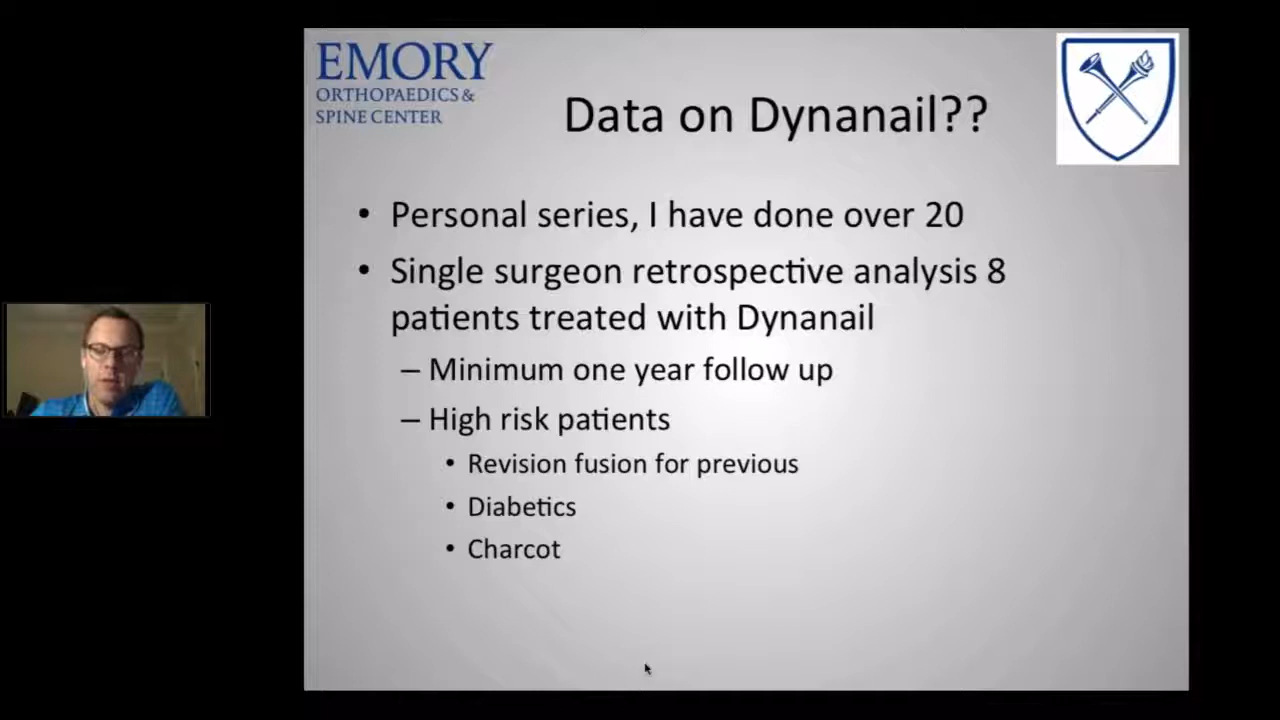 EMORY
ORTHOPAEDICS &
SPINE CENTER
Data on Dynanail??
• Personal series, I have done over 20
• Single surgeon retrospective analysis 8
patients treated with Dynanail
– Minimum one year follow up
– High risk patients
• Revision fusion for previous
• Diabetics
• Charcot